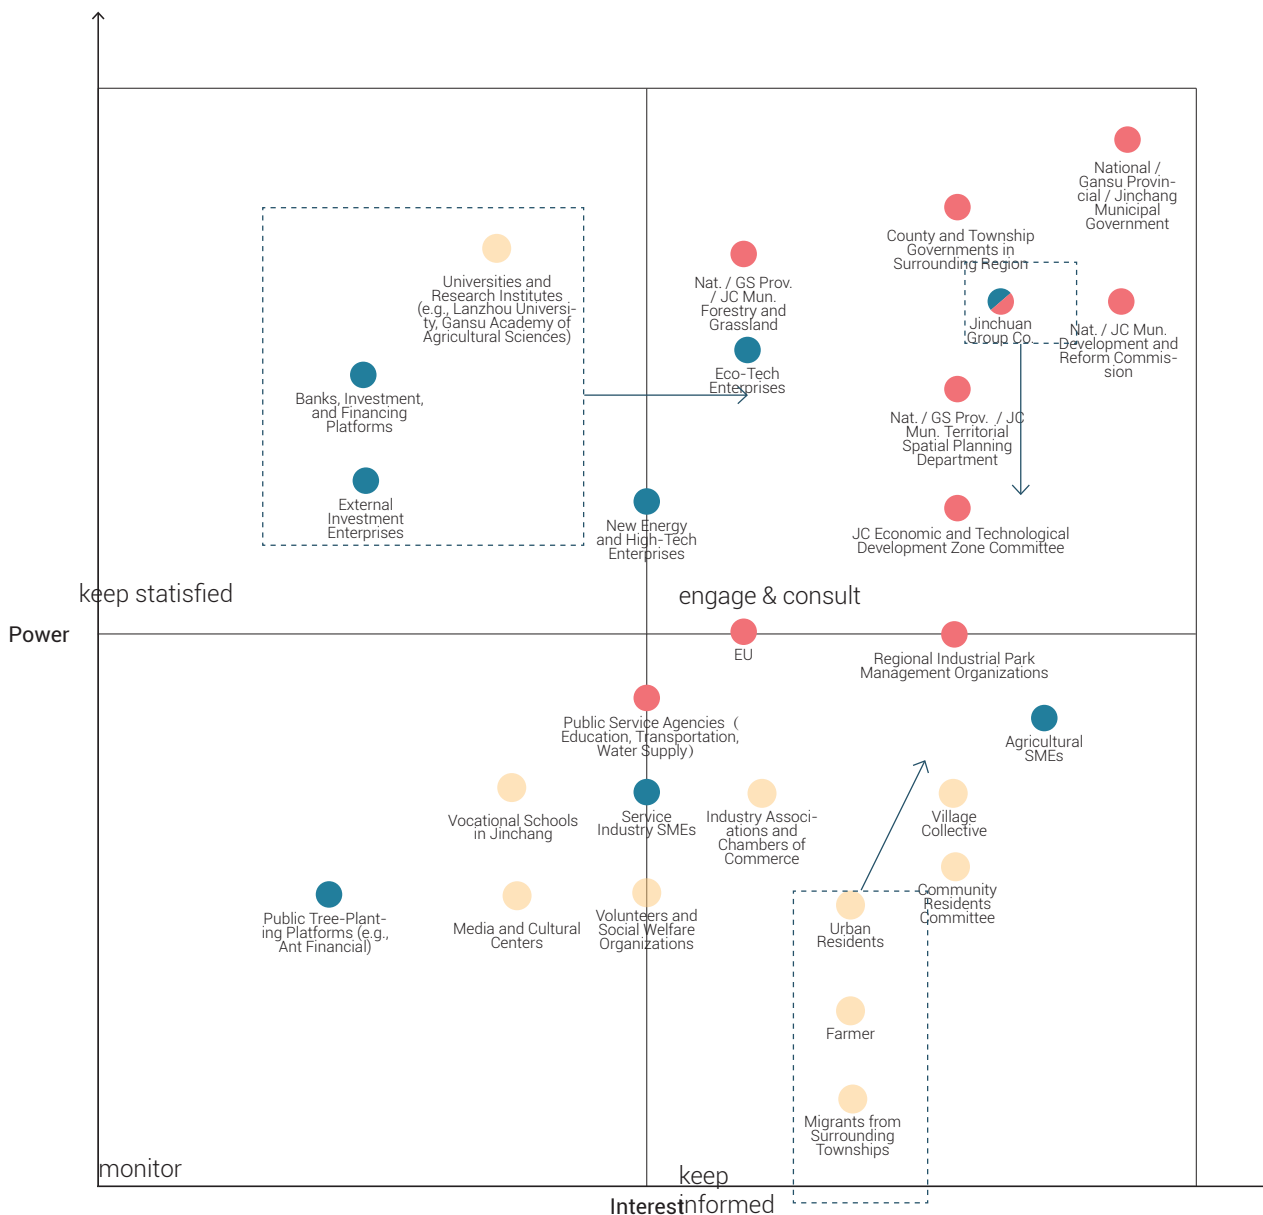 National /
Gansu Provin-
cial / Jinchang
Municipal
Government
County and Township
Governments in
Surrounding Region
Universities and
Research Institutes
(e.g., Lanzhou Universi-
ty, Gansu Academy of
Agricultural Sciences)
Nat. / GS Prov.
/ JC Mun.
Forestry and
Grassland
Jinchuan
Group Co.
Nat. / JC Mun.
Development and
Reform Commis-
sion
Eco-Tech
Enterprises
Banks, Investment,
and Financing
Platforms
Nat. / GS Prov. / JC
Mun. Territorial
Spatial Planning
Department
External
Investment
Enterprises
New Energy
and High-Tech
Enterprises
JC Economic and Technological
Development Zone Committee
keep statisfied
engage & consult
Power
EU
Regional Industrial Park
Management Organizations
Public Service Agencies (
Education, Transportation,
Water Supply)
Agricultural
SMEs
Vocational Schools
in Jinchang
Service
Industry SMEs
Industry Associ-
ations and
Chambers of
Commerce
Village
Collective
Community
Residents
Committee
Public Tree-Plant-
ing Platforms (e.g.,
Ant Financial)
Media and Cultural
Centers
Volunteers and
Social Welfare
Organizations
Urban
Residents
Farmer
Migrants from
Surrounding
Townships
monitor
keep
informed
Interest